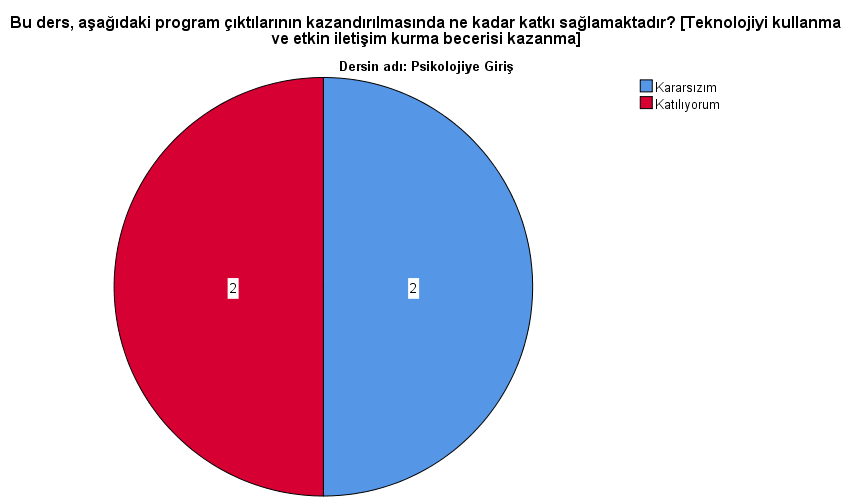 Bu ders, aşağıdaki program çıktılarının kazandırılmasında ne kadar katkı sağlamaktadır? [Teknolojiyi kullanma
ve etkin iletişim kurma becerisi kazanma]
Dersin adı: Psikolojiye Giriş
Kararsızım
Katılıyorum
2
2